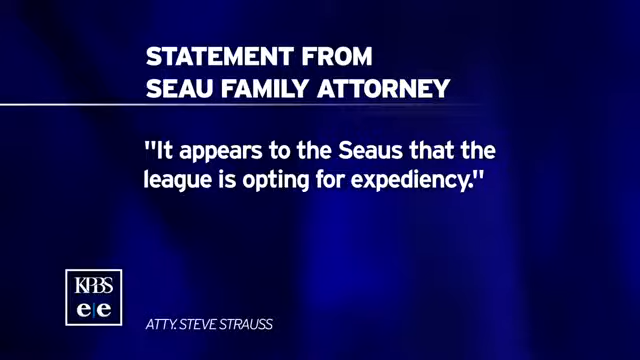 STATEMENT FROM
SEAU FAMILY ATTORNEY
"It appears to the Seaus that the
league is opting for expediency."
KPBS
e|e
ATTY. STEVE STRAUSS